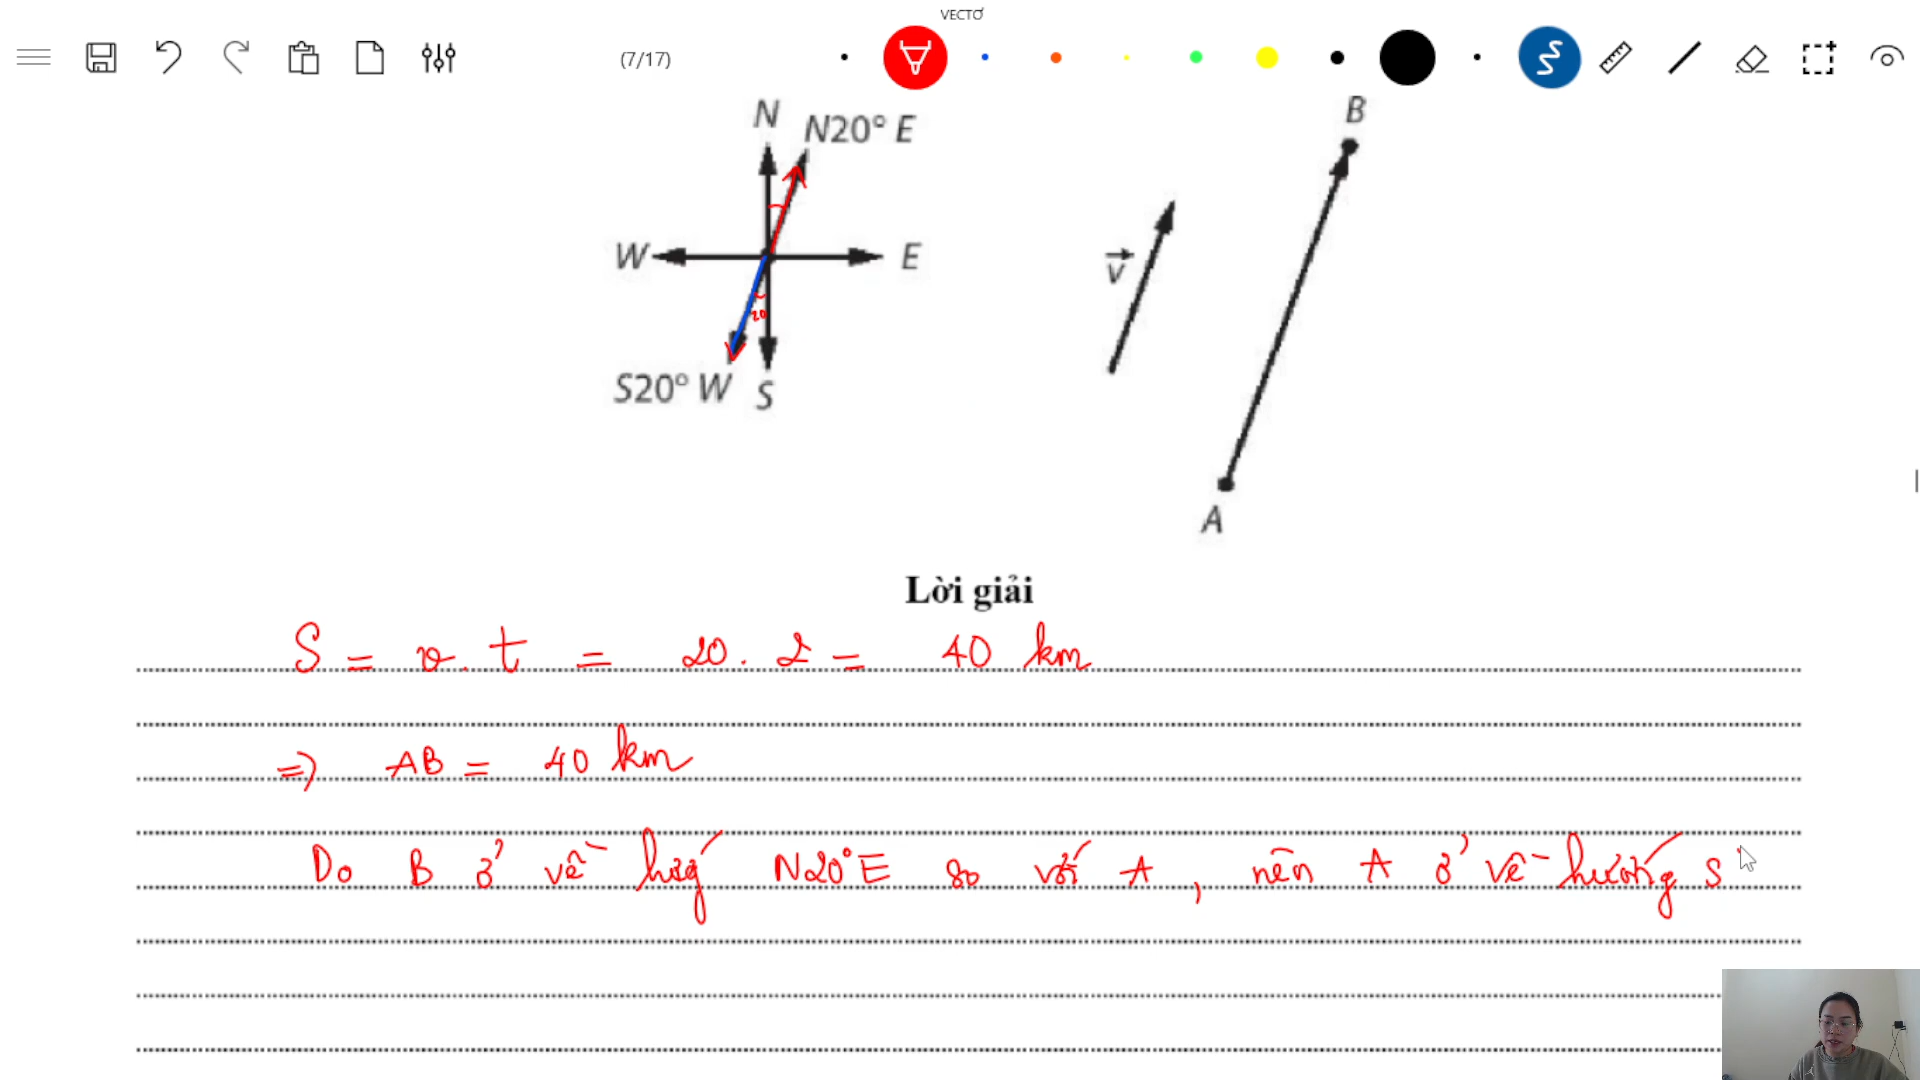 VECTƠ
(7/17)
N
N20° E
B
W
E
v
20
S20° W
S
A
Lời giải
S = v. t = 20. 2 = 40 km
=> AB = 40 km
Do B ở về hướng N20°E so với A, nên A ở về hướng S